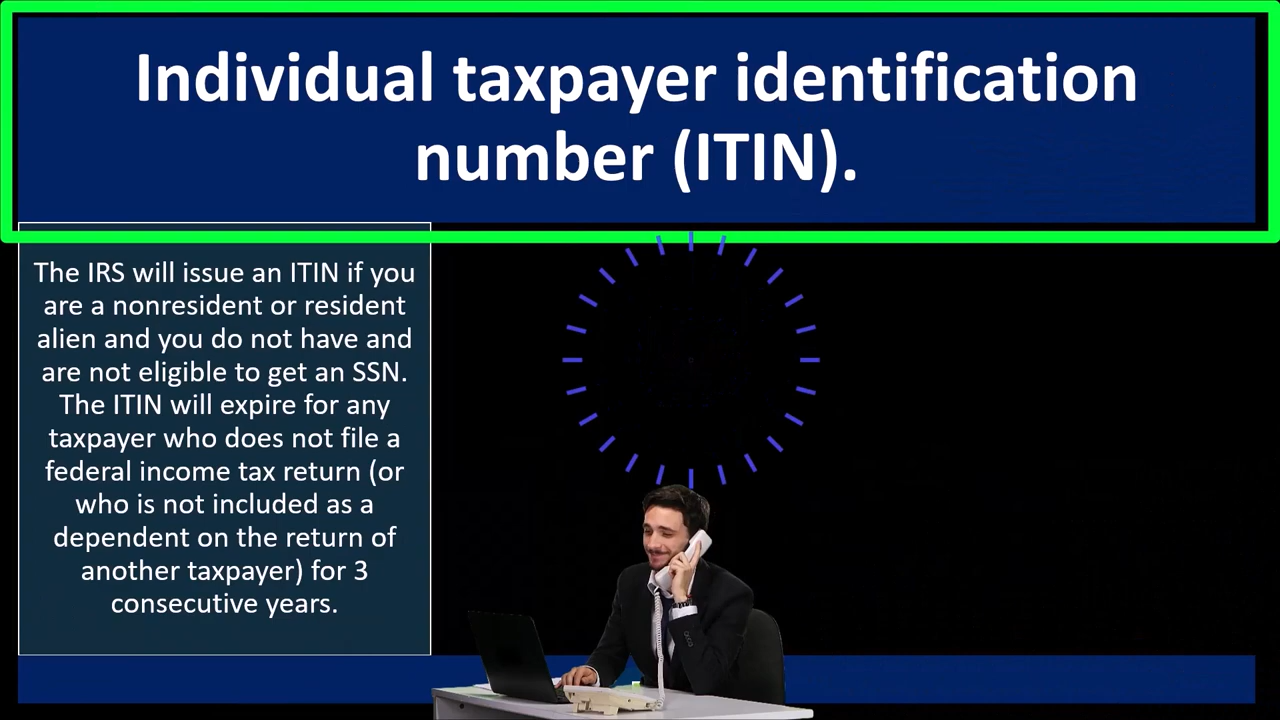 Individual taxpayer identification
number (ITIN).
The IRS will issue an ITIN if you
are a nonresident or resident
alien and you do not have and
are not eligible to get an SSN.
The ITIN will expire for any
taxpayer who does not file a
federal income tax return (or
who is not included as a
dependent on the return of
another taxpayer) for 3
consecutive years.